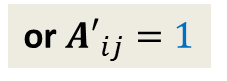 or A′ij = 1